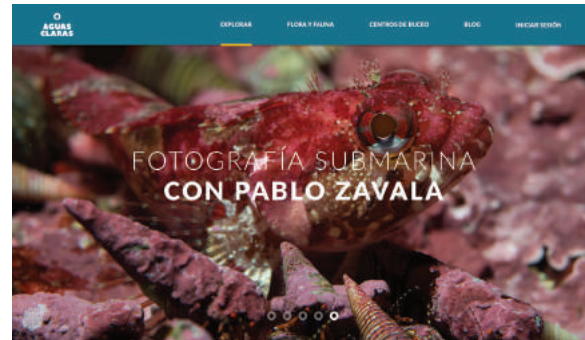 AGUAS
CLARAS
EXPLORAR
FLORA Y FAUNA
CENTROS DE BUCEO
BLOG
INICIAR SESIÓN
FOTOGRAFÍA SUBMARINA
CON PABLO ZAVALA